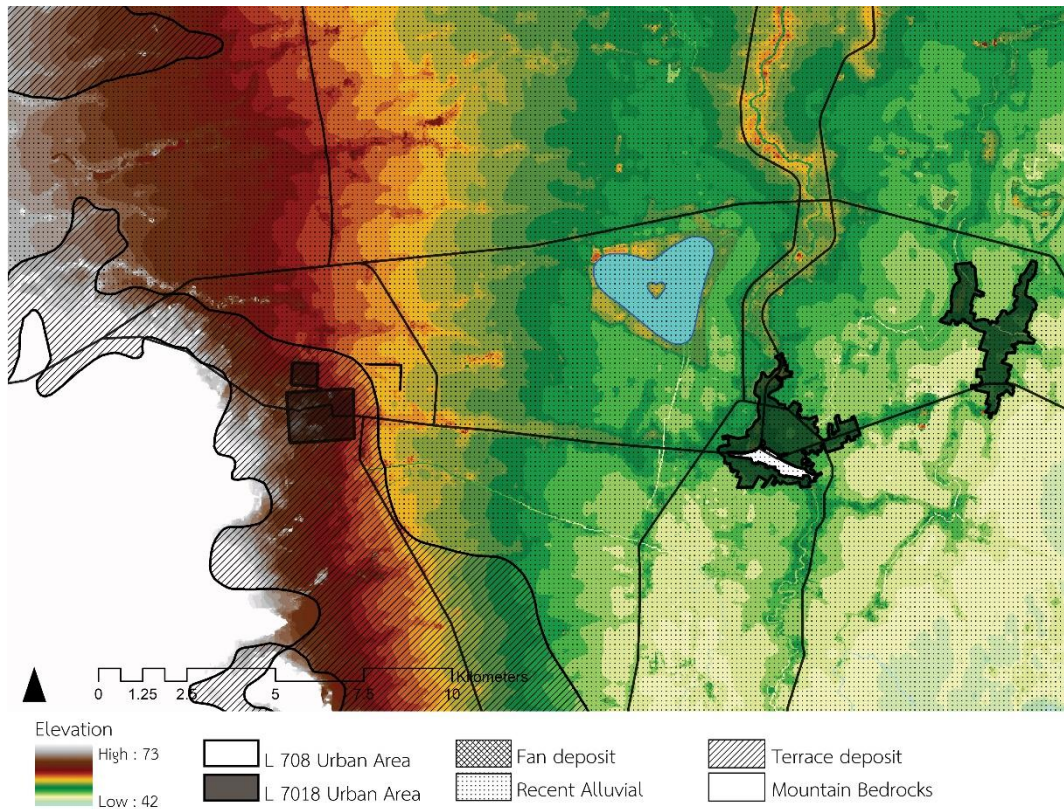 Kilometers
0 1.25 2.5 5 7.5 10
Elevation
High : 73
Low : 42
L 708 Urban Area
L 7018 Urban Area
Fan deposit
Recent Alluvial
Terrace deposit
Mountain Bedrocks